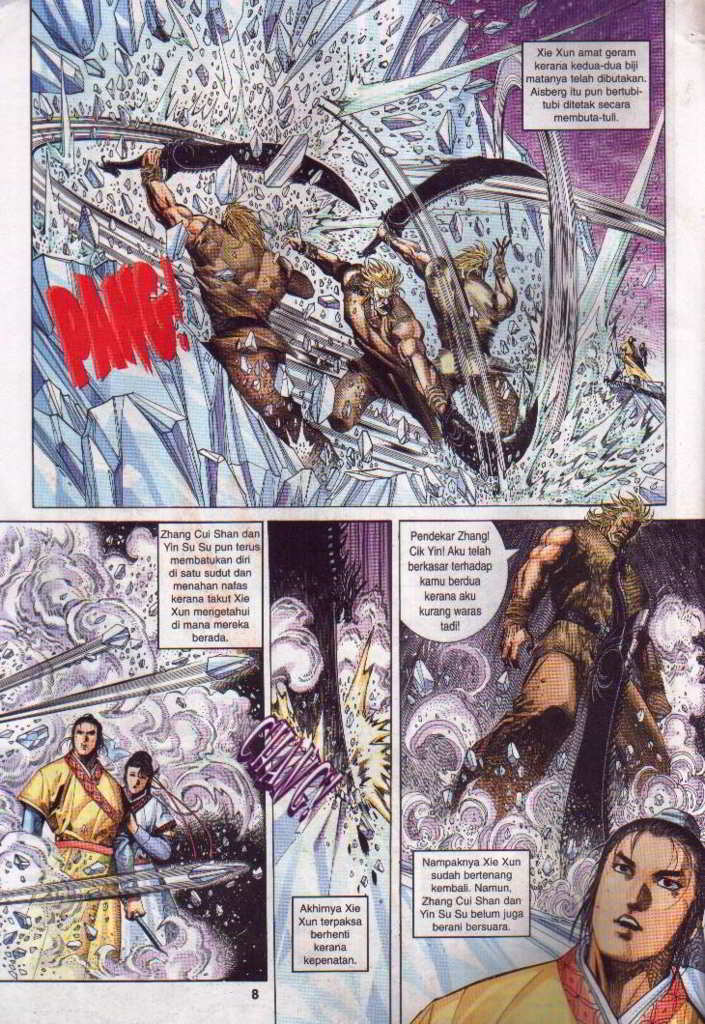 Xie Xun amat geram
kerana kedua-dua biji
matanya telah dibutakan.
Aisberg itu pun bertubi-
tubi ditetak secara
membuta-tuli.
PANG!
Zhang Cui Shan dan
Yin Su Su pun terus
membatukan diri
di satu sudut dan
menahan nafas
kerana takut Xie
Xun mengetahui
di mana mereka
berada.
CHANG!
Akhirnya Xie
Xun terpaksa
berhenti
kerana
kepenatan.
Pendekar Zhang!
Cik Yin! Aku telah
berkasar terhadap
kamu berdua
kerana aku
kurang waras
tadi!
Nampaknya Xie Xun
sudah bertenang
kembali. Namun,
Zhang Cui Shan dan
Yin Su Su belum juga
berani bersuara.
8